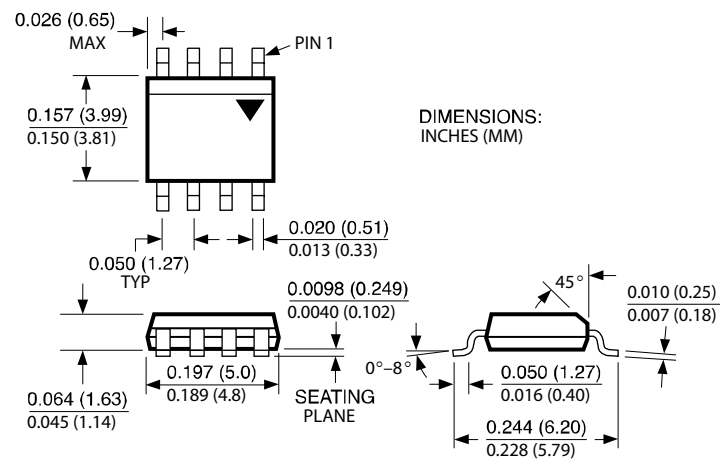 0.026 (0.65)
MAX
PIN 1
0.157 (3.99)
0.150 (3.81)
DIMENSIONS:
INCHES (MM)
0.020 (0.51)
0.013 (0.33)
0.050 (1.27)
TYP
0.0098 (0.249)
0.0040 (0.102)
45°
0.010 (0.25)
0.007 (0.18)
0°–8°
0.197 (5.0)
0.189 (4.8)
0.050 (1.27)
0.016 (0.40)
0.064 (1.63)
0.045 (1.14)
SEATING
PLANE
0.244 (6.20)
0.228 (5.79)